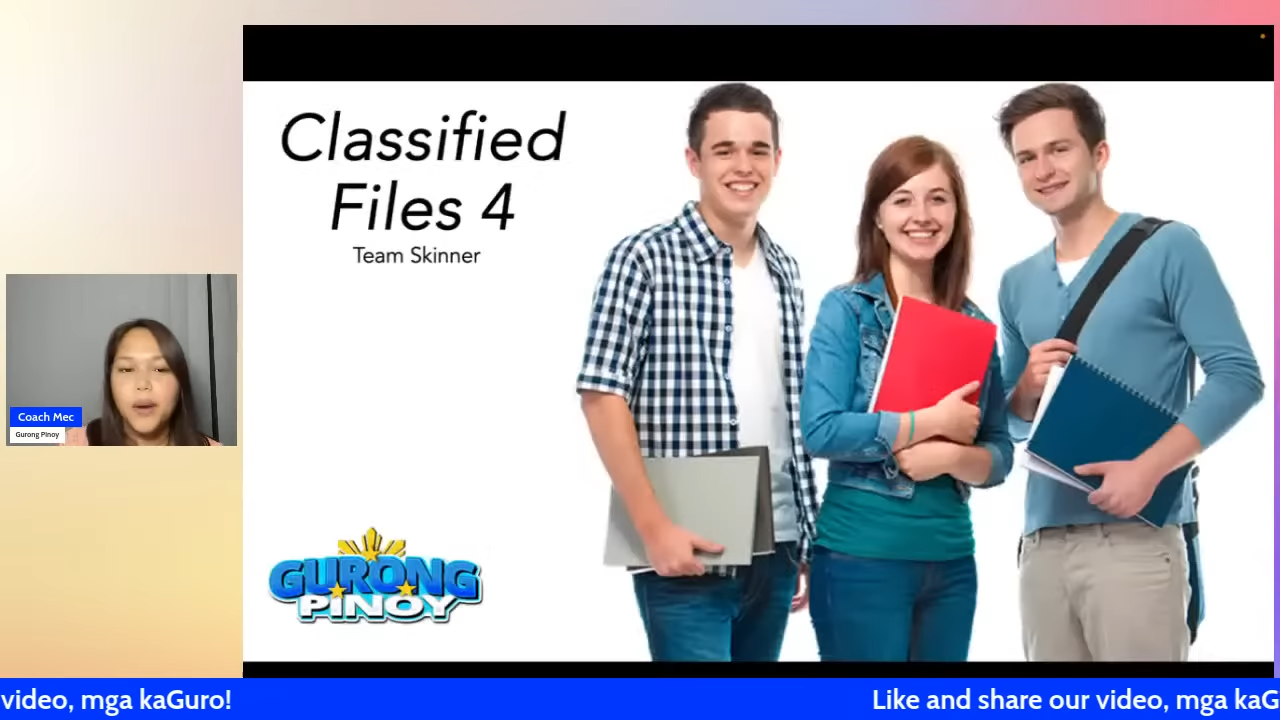 Classified
Files 4
Team Skinner
Coach Mec
Gurong Pinoy
GURONG
PINOY
video, mga kaGuro!
Like and share our video, mga kaG